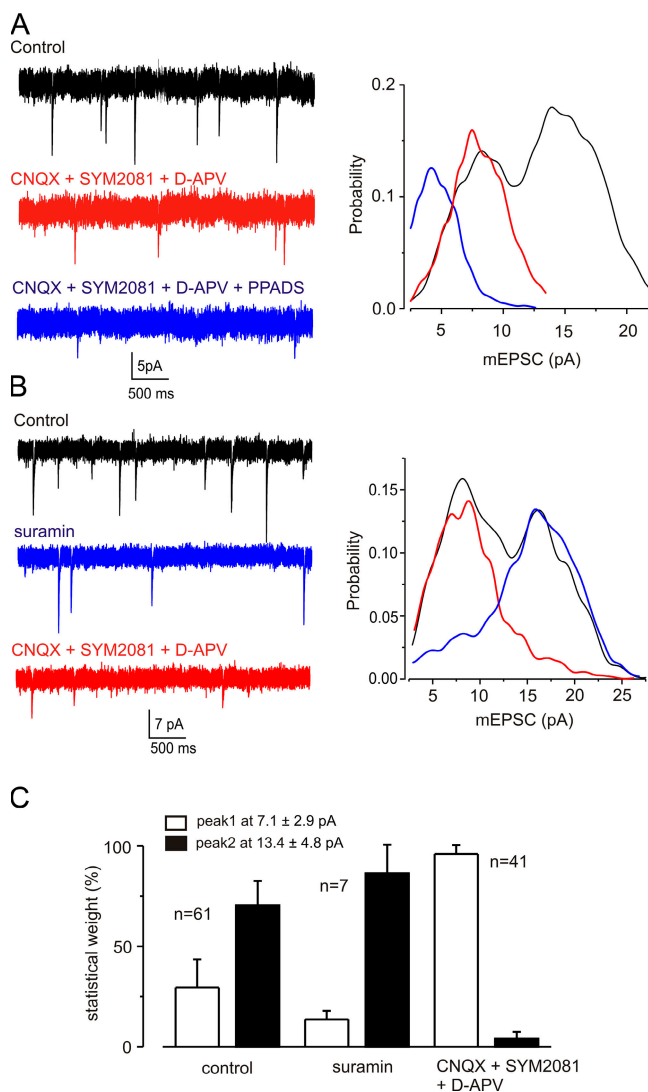 A
Control
CNQX + SYM2081 + D-APV
CNQX + SYM2081 + D-APV + PPADS
5pA
500 ms
0.2
0.1
0.0
Probability
5
10
15
20
mEPSC (pA)
B
Control
suramin
CNQX + SYM2081 + D-APV
7 pA
500 ms
0.15
0.10
0.05
0.00
Probability
5
10
15
20
25
mEPSC (pA)
C
peak1 at 7.1 ± 2.9 pA
peak2 at 13.4 ± 4.8 pA
100
50
0
statistical weight (%)
n=61
n=7
n=41
control
suramin
CNQX + SYM2081
+ D-APV